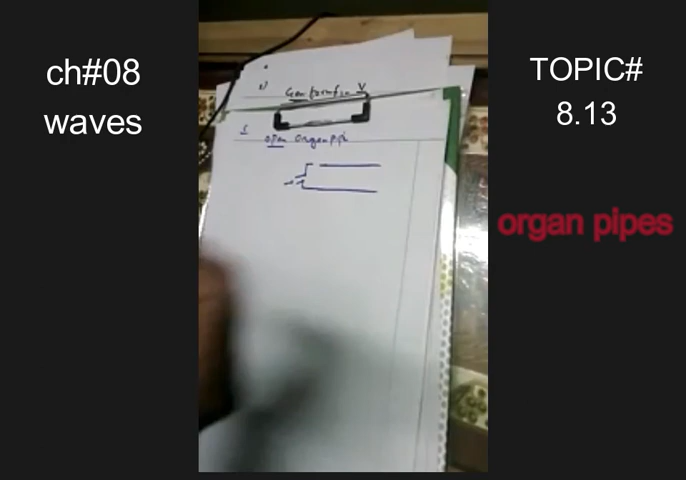 ch#08
waves
TOPIC#
8.13
organ pipes
open organ pipe